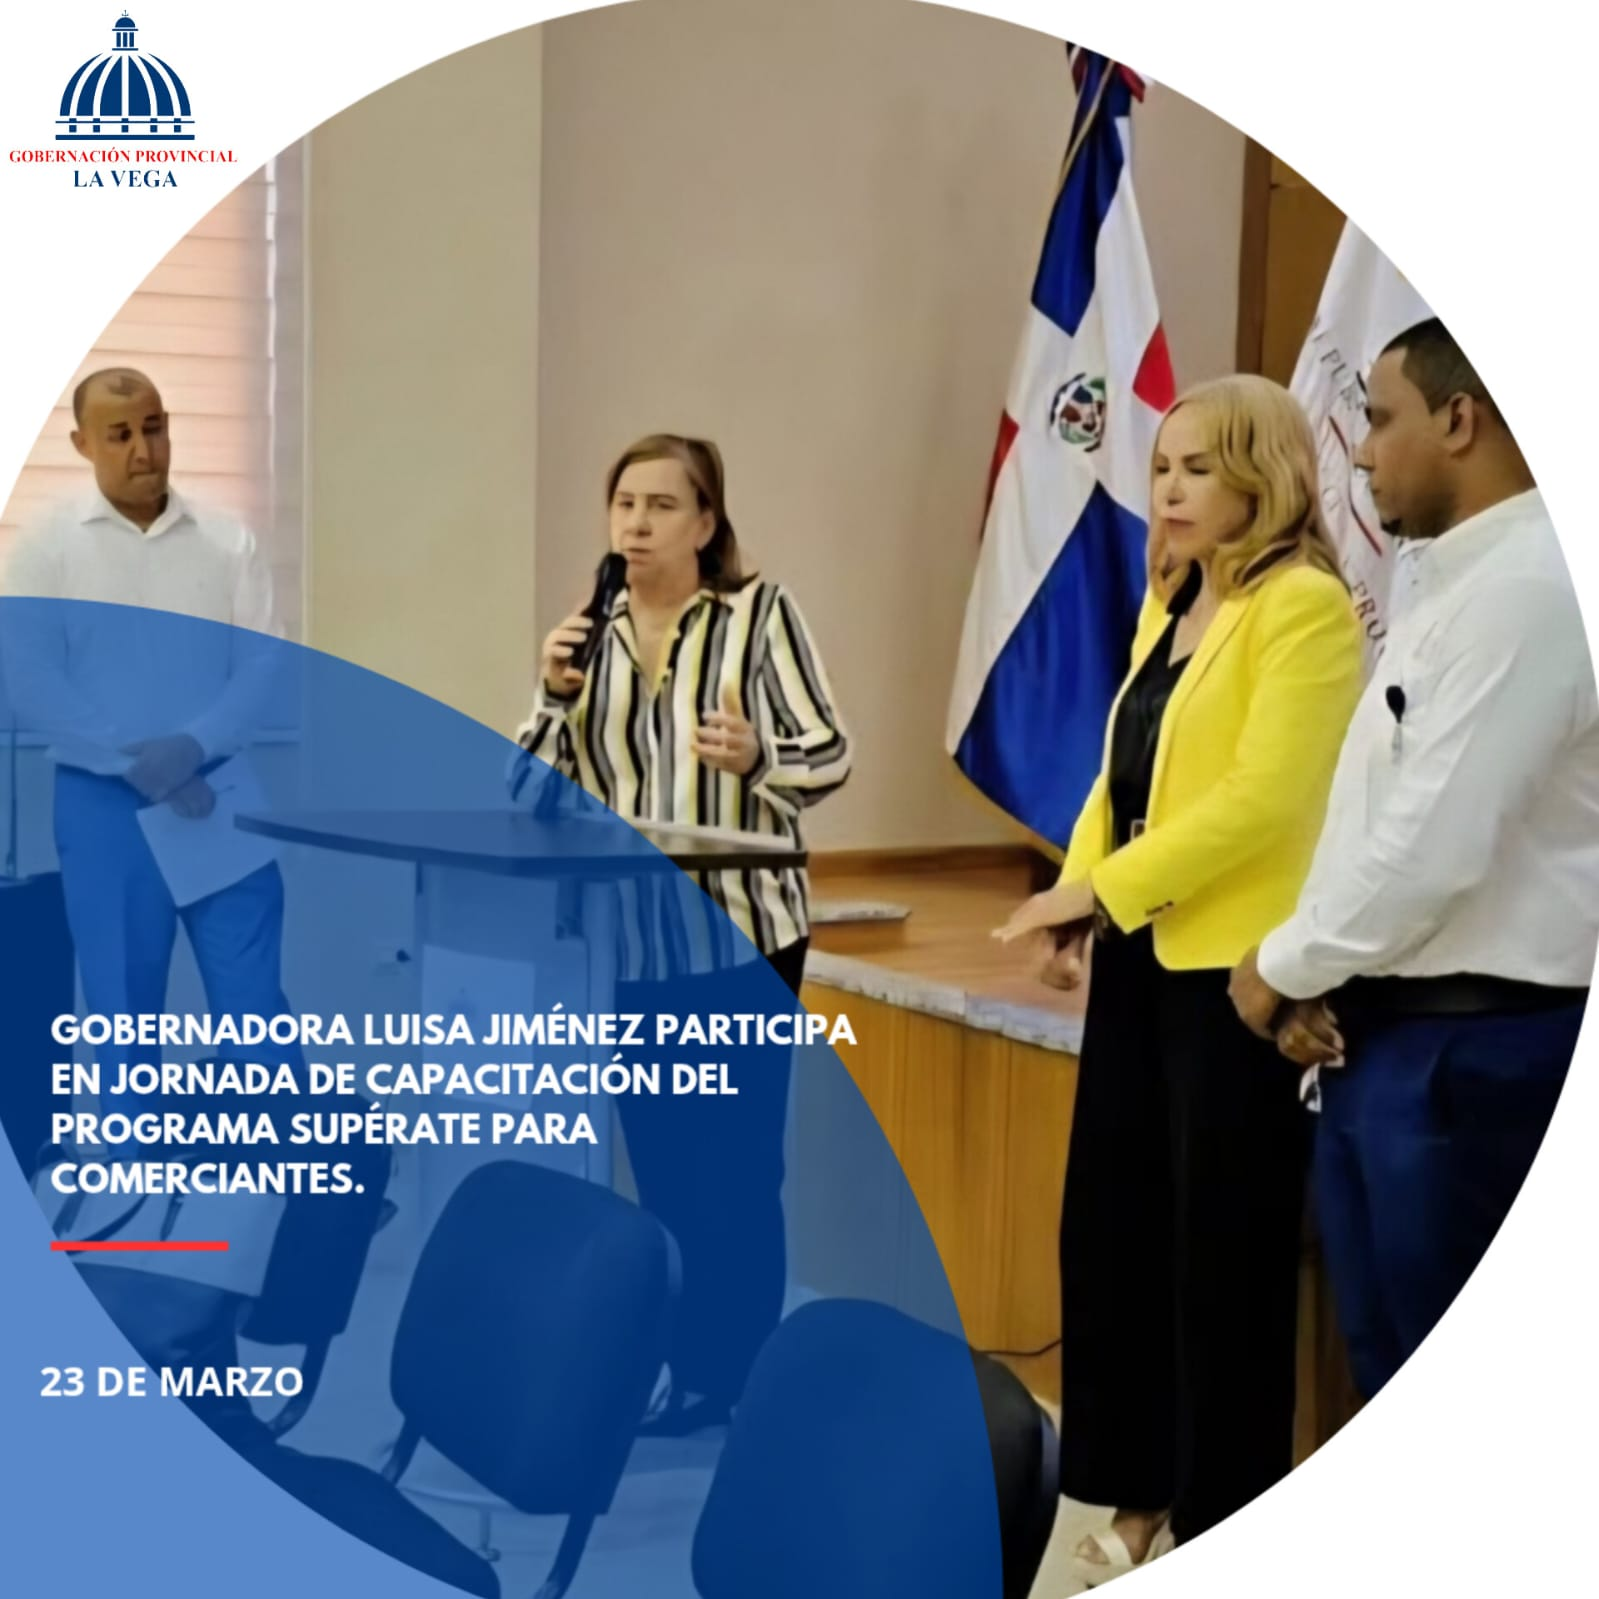 GOBERNACIÓN PROVINCIAL
LA VEGA
GOBERNADORA LUISA JIMÉNEZ PARTICIPA
EN JORNADA DE CAPACITACIÓN DEL
PROGRAMA SUPÉRATE PARA
COMERCIANTES.
23 DE MARZO